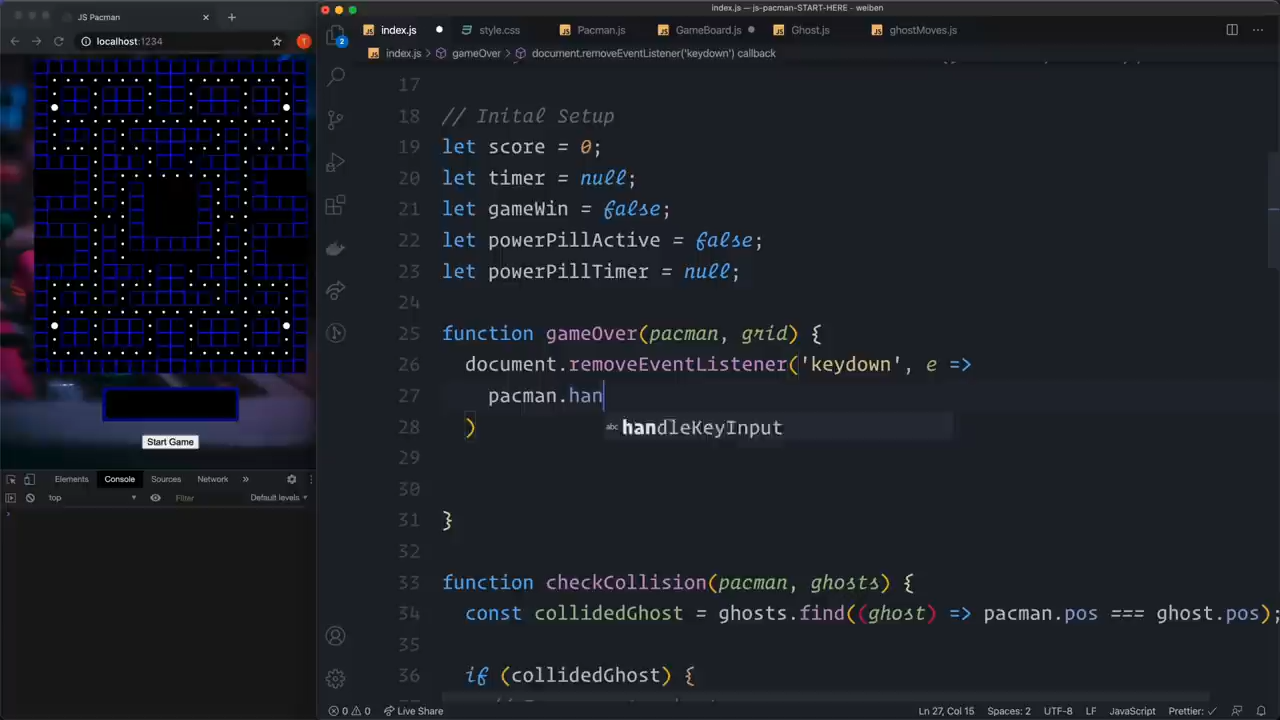 JS Pacman
index.js — js-pacman-START-HERE - weiben
index.js
style.css
Pacman.js
GameBoard.js
Ghost.js
ghostMoves.js
localhost:1234
T
2
index.js > gameOver > document.removeEventListener('keydown') callback
17
18 // Inital Setup
19 let score = 0;
20 let timer = null;
21 let gameWin = false;
22 let powerPillActive = false;
23 let powerPillTimer = null;
24
25 function gameOver(pacman, grid) {
26 document.removeEventListener('keydown', e =>
27 pacman.han
28 )
abc handleKeyInput
29
30
31 }
32
33 function checkCollision(pacman, ghosts) {
34 const collidedGhost = ghosts.find((ghost) => pacman.pos === ghost.pos);
35
36 if (collidedGhost) {
Start Game
Elements Console Sources Network »
top Filter Default levels
0 0 Live Share
Ln 27, Col 15 Spaces: 2 UTF-8 LF JavaScript Prettier: ✓